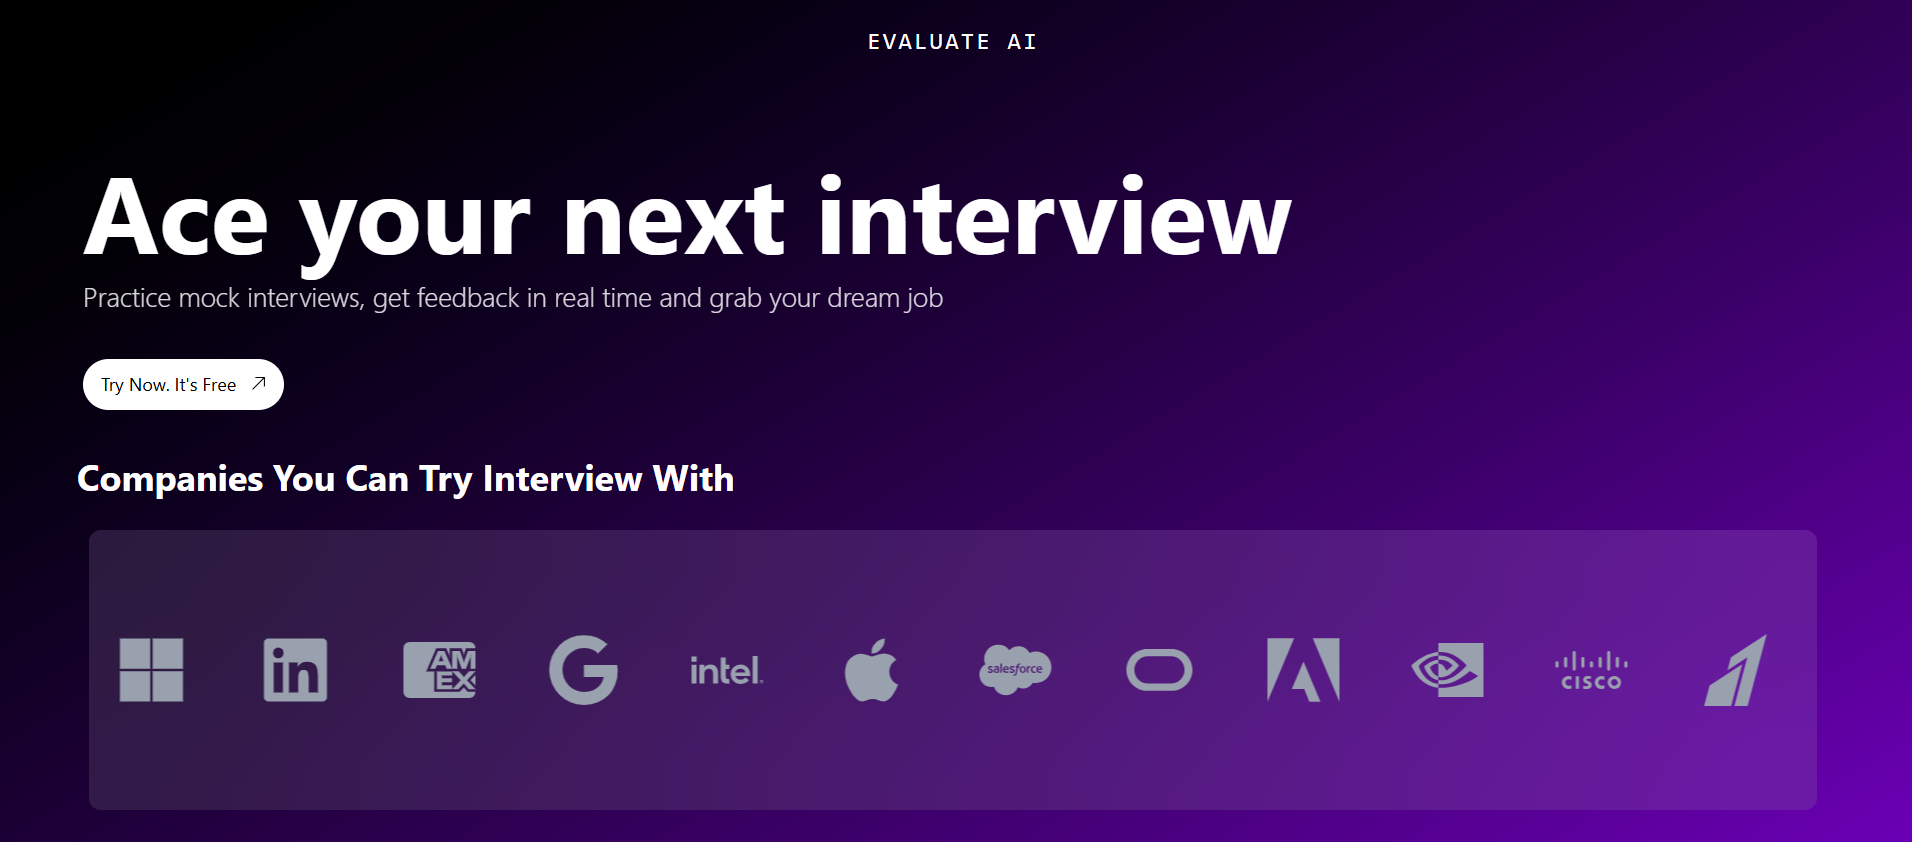 EVALUATE AI
Ace your next interview
Practice mock interviews, get feedback in real time and grab your dream job
Try Now. It's Free
Companies You Can Try Interview With
in AM EX G intel. salesforce CISCO